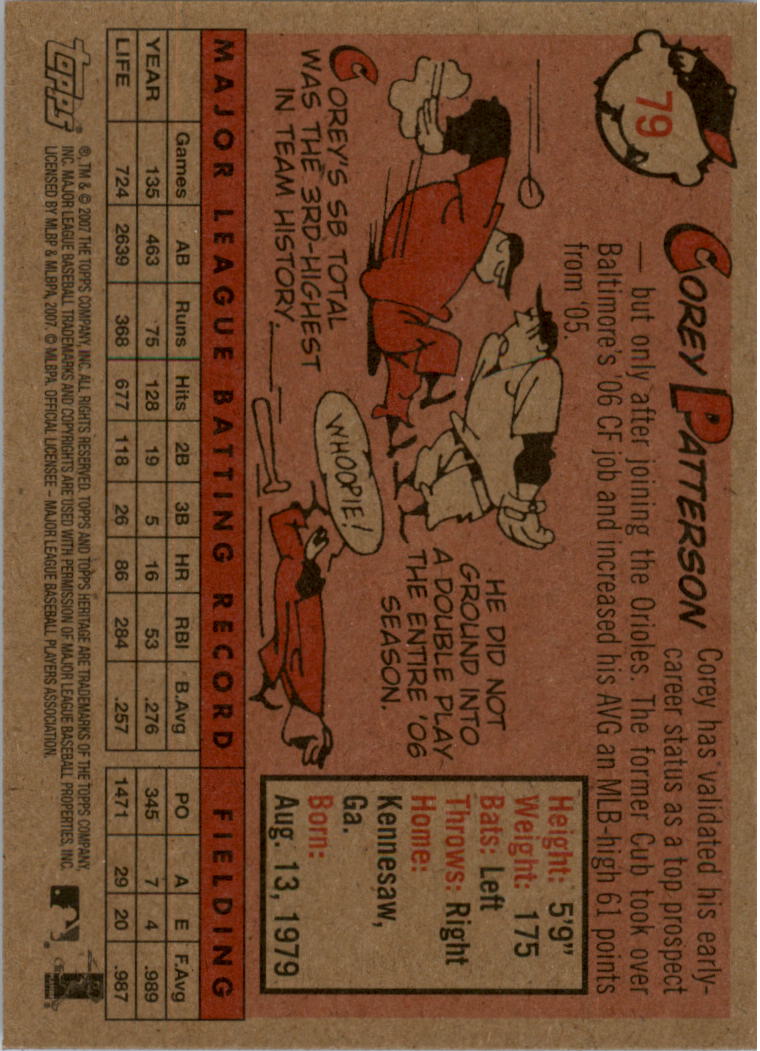 79
COREY PATTERSON
Corey has validated his early-
career status as a top prospect
— but only after joining the Orioles. The former Cub took over
Baltimore's '06 CF job and increased his AVG an MLB-high 61 points
from '05.
COREY'S SB TOTAL
WAS THE 3RD-HIGHEST
IN TEAM HISTORY.
HE DID NOT
GROUND INTO
A DOUBLE PLAY
THE ENTIRE '06
SEASON.
WHOOPIE!
Height: 5'9"
Weight: 175
Bats: Left
Throws: Right
Home:
Kennesaw,
Ga.
Born:
Aug. 13, 1979
MAJOR LEAGUE BATTING RECORD FIELDING
Games AB Runs Hits 2B 3B HR RBI B.Avg PO A E F.Avg
YEAR 135 463 75 128 19 5 16 53 .276 345 7 4 .989
LIFE 724 2639 368 677 118 26 86 284 .257 1471 29 20 .987
topps®
®, TM & © 2007 THE TOPPS COMPANY, INC. ALL RIGHTS RESERVED. TOPPS AND TOPPS HERITAGE ARE TRADEMARKS OF THE TOPPS COMPANY,
INC. MAJOR LEAGUE BASEBALL TRADEMARKS AND COPYRIGHTS ARE USED WITH PERMISSION OF MAJOR LEAGUE BASEBALL PROPERTIES, INC.
LICENSED BY MLBP & MLBPA, 2007. © MLBPA. OFFICIAL LICENSEE – MAJOR LEAGUE BASEBALL PLAYERS ASSOCIATION.